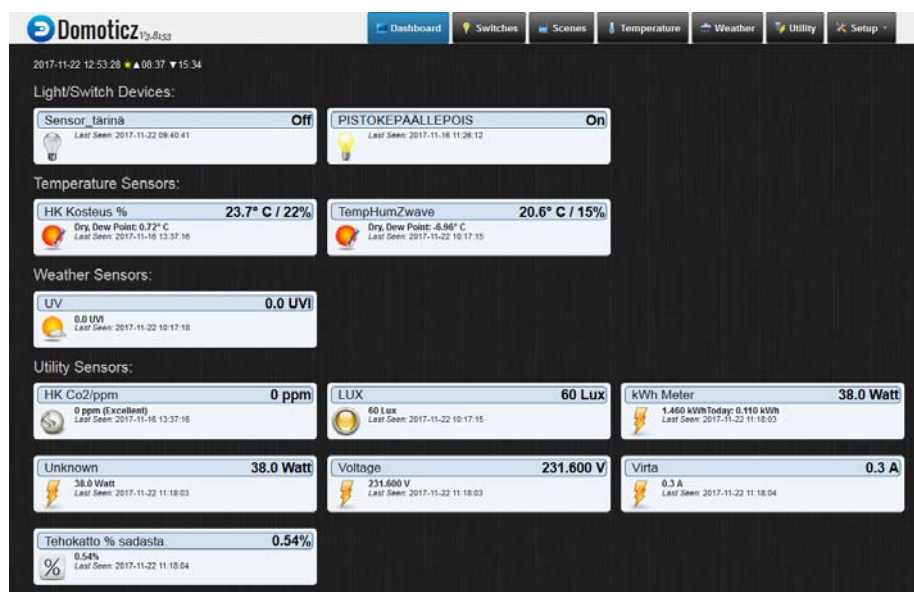 Domoticz V3.8153
Dashboard Switches Scenes Temperature Weather Utility Setup
2017-11-22 12:53:28 ★▲08:37 ▼15:34
Light/Switch Devices:
Sensor_tärinä Off
Last Seen: 2017-11-22 09:40:41
PISTOKEPÄÄLLEPOIS On
Last Seen: 2017-11-16 11:26:12
Temperature Sensors:
HK Kosteus % 23.7° C / 22%
Dry, Dew Point: 0.72° C
Last Seen: 2017-11-16 13:37:16
TempHumZwave 20.6° C / 15%
Dry, Dew Point: -6.96° C
Last Seen: 2017-11-22 10:17:15
Weather Sensors:
UV 0.0 UVI
0.0 UVI
Last Seen: 2017-11-22 10:17:18
Utility Sensors:
HK Co2/ppm 0 ppm
0 ppm (Excellent)
Last Seen: 2017-11-16 13:37:16
LUX 60 Lux
60 Lux
Last Seen: 2017-11-22 10:17:15
kWh Meter 38.0 Watt
1.460 kWhToday: 0.110 kWh
Last Seen: 2017-11-22 11:18:03
Unknown 38.0 Watt
38.0 Watt
Last Seen: 2017-11-22 11:18:03
Voltage 231.600 V
231.600 V
Last Seen: 2017-11-22 11:18:03
Virta 0.3 A
0.3 A
Last Seen: 2017-11-22 11:18:04
Tehokatto % sadasta. 0.54%
0.54%
Last Seen: 2017-11-22 11:18:04